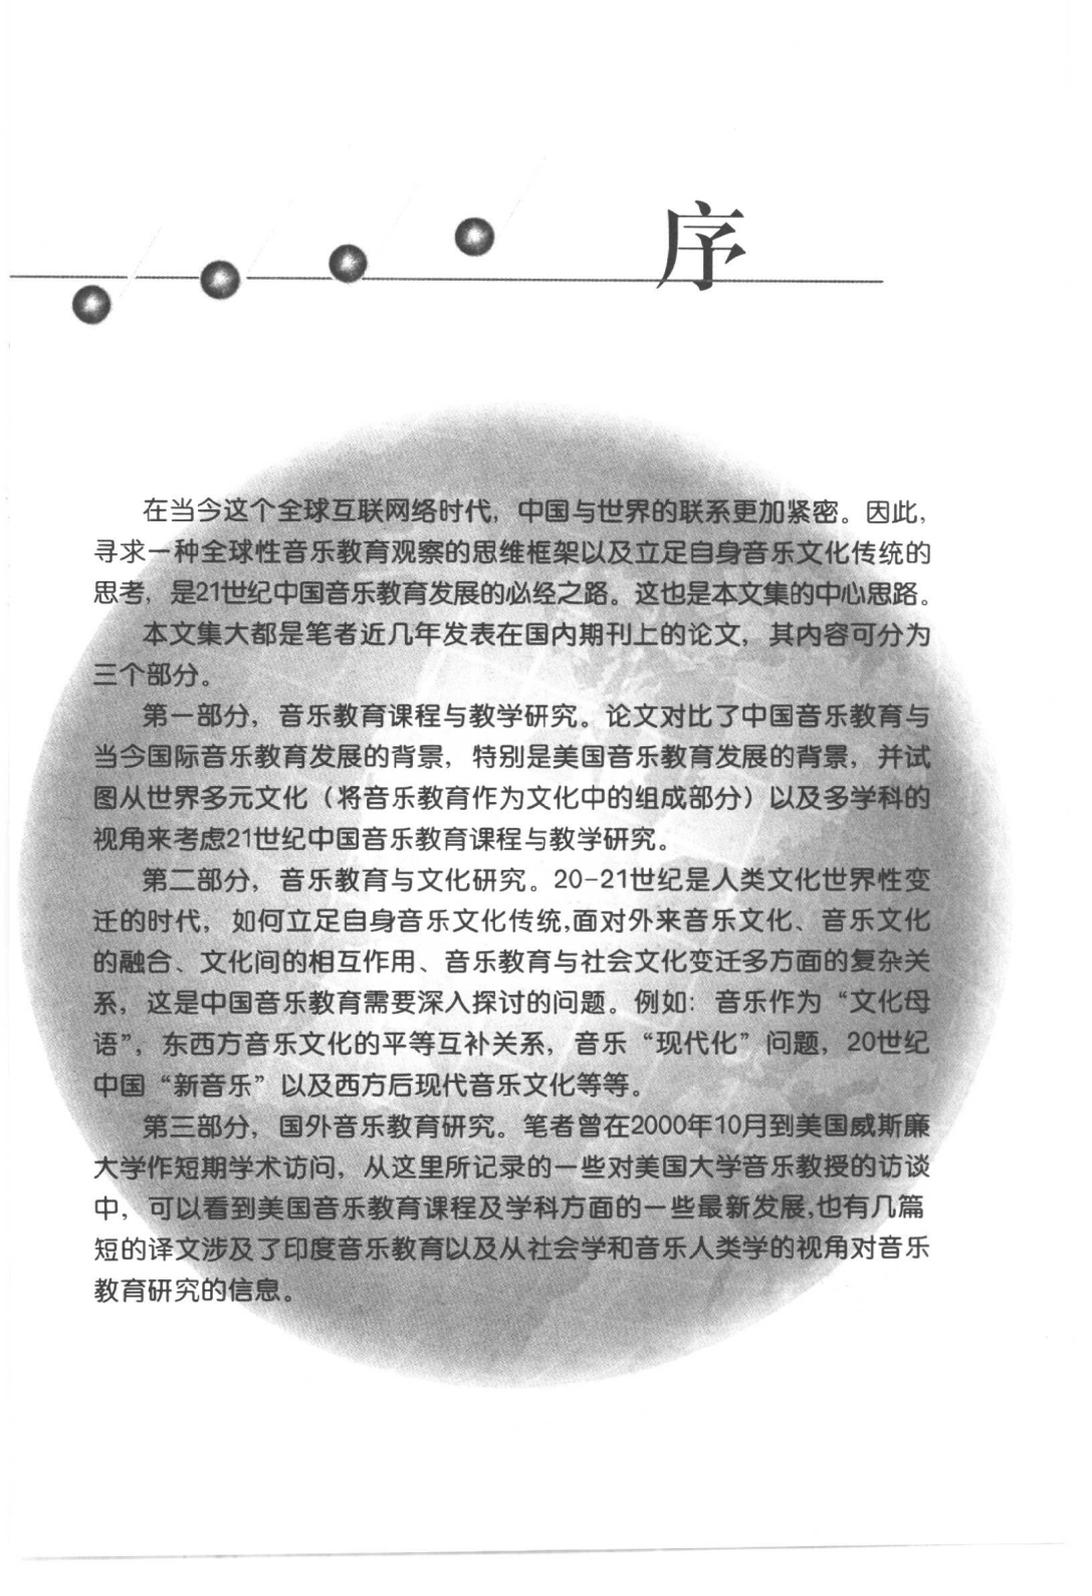 序
在当今这个全球互联网络时代，中国与世界的联系更加紧密。因此，
寻求一种全球性音乐教育观察的思维框架以及立足自身音乐文化传统的
思考，是21世纪中国音乐教育发展的必经之路。这也是本文集的中心思路。
本文集大都是笔者近几年发表在国内期刊上的论文，其内容可分为
三个部分。
第一部分，音乐教育课程与教学研究。论文对比了中国音乐教育与
当今国际音乐教育发展的背景，特别是美国音乐教育发展的背景，并试
图从世界多元文化（将音乐教育作为文化中的组成部分）以及多学科的
视角来考虑21世纪中国音乐教育课程与教学研究。
第二部分，音乐教育与文化研究。20-21世纪是人类文化世界性变
迁的时代，如何立足自身音乐文化传统,面对外来音乐文化、音乐文化
的融合、文化间的相互作用、音乐教育与社会文化变迁多方面的复杂关
系，这是中国音乐教育需要深入探讨的问题。例如：音乐作为“文化母
语”，东西方音乐文化的平等互补关系，音乐“现代化”问题，20世纪
中国“新音乐”以及西方后现代音乐文化等等。
第三部分，国外音乐教育研究。笔者曾在2000年10月到美国威斯廉
大学作短期学术访问，从这里所记录的一些对美国大学音乐教授的访谈
中，可以看到美国音乐教育课程及学科方面的一些最新发展,也有几篇
短的译文涉及了印度音乐教育以及从社会学和音乐人类学的视角对音乐
教育研究的信息。